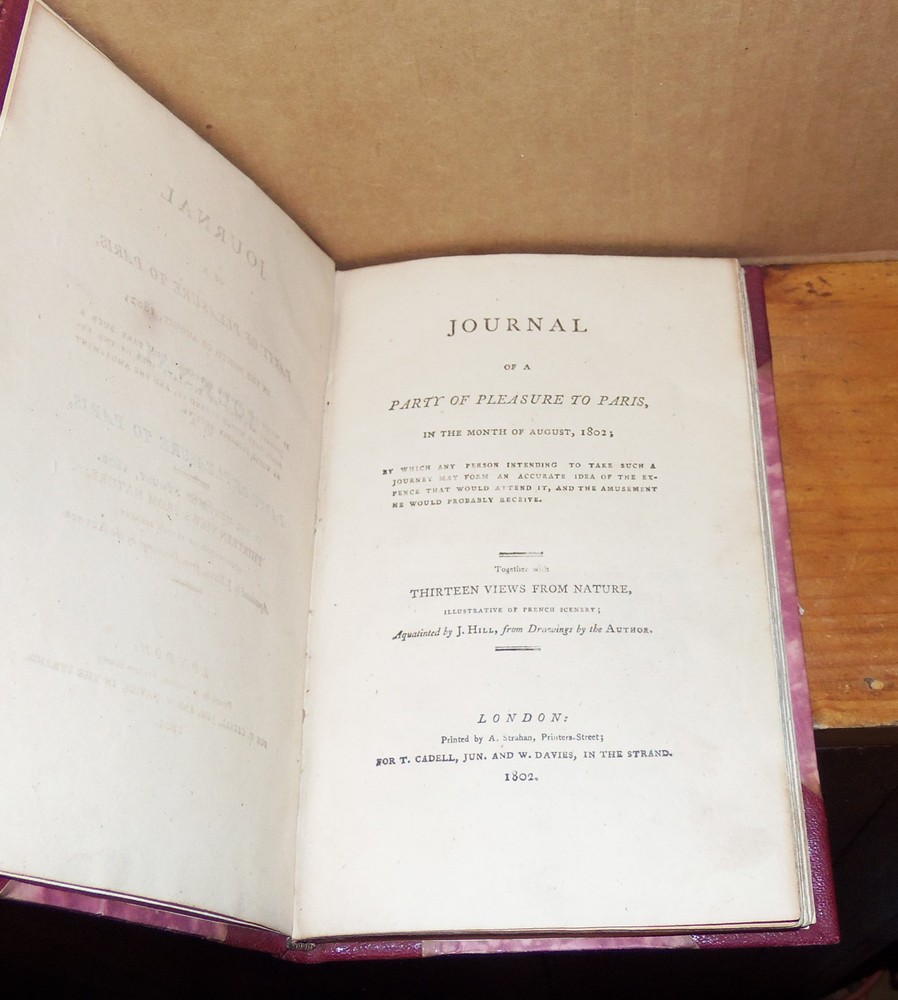 JOURNAL
OF A
PARTY OF PLEASURE TO PARIS,
IN THE MONTH OF AUGUST, 1802;
BY WHICH ANY PERSON INTENDING TO TAKE SUCH A
JOURNEY MAY FORM AN ACCURATE IDEA OF THE EX-
PENCE THAT WOULD ATTEND IT, AND THE AMUSEMENT
HE WOULD PROBABLY RECEIVE.
Together with
THIRTEEN VIEWS FROM NATURE,
ILLUSTRATIVE OF FRENCH SCENERY;
Aquatinted by J. HILL, from Drawings by the AUTHOR.
LONDON:
Printed by A. Strahan, Printers-Street;
FOR T. CADELL, JUN. AND W. DAVIES, IN THE STRAND.
1802.